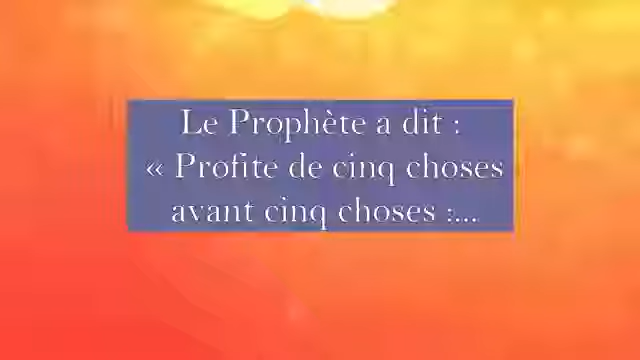 Le Prophète a dit :
« Profite de cinq choses
avant cinq choses :...